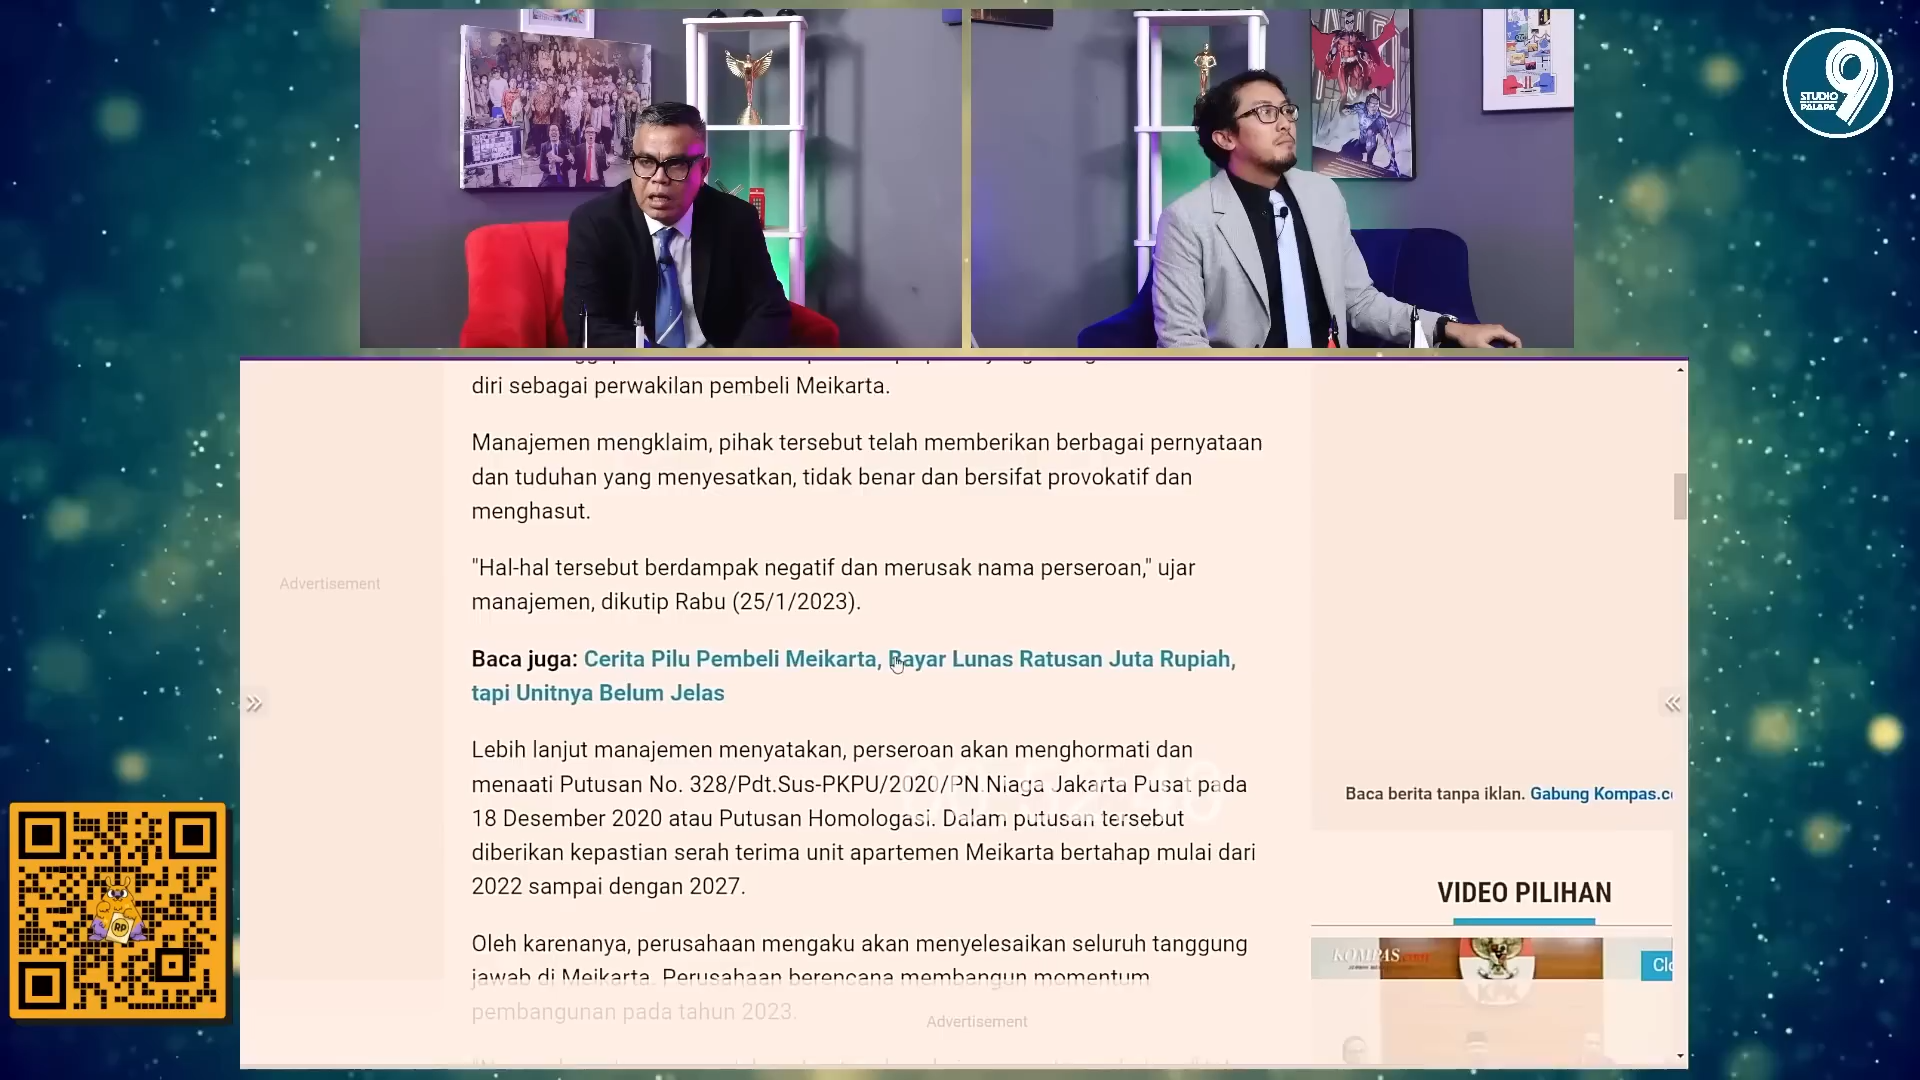 STUDIO
PALAPA
9
diri sebagai perwakilan pembeli Meikarta.
Manajemen mengklaim, pihak tersebut telah memberikan berbagai pernyataan
dan tuduhan yang menyesatkan, tidak benar dan bersifat provokatif dan
menghasut.
"Hal-hal tersebut berdampak negatif dan merusak nama perseroan," ujar
manajemen, dikutip Rabu (25/1/2023).
Baca juga: Cerita Pilu Pembeli Meikarta, Bayar Lunas Ratusan Juta Rupiah,
tapi Unitnya Belum Jelas
Lebih lanjut manajemen menyatakan, perseroan akan menghormati dan
menaati Putusan No. 328/Pdt.Sus-PKPU/2020/PN.Niaga Jakarta Pusat pada
18 Desember 2020 atau Putusan Homologasi. Dalam putusan tersebut
diberikan kepastian serah terima unit apartemen Meikarta bertahap mulai dari
2022 sampai dengan 2027.
Oleh karenanya, perusahaan mengaku akan menyelesaikan seluruh tanggung
jawab di Meikarta. Perusahaan berencana membangun momentum
pembangunan pada tahun 2023.
Advertisement
Advertisement
Baca berita tanpa iklan. Gabung Kompas.c
VIDEO PILIHAN
KOMPAS.com
Clo
RP